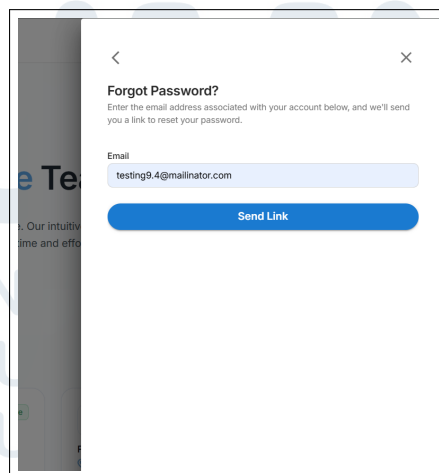 Forgot Password?
Enter the email address associated with your account below, and we'll send
you a link to reset your password.
Email
testing9.4@mailinator.com
Send Link
e Te
. Our intuitiv
time and effo